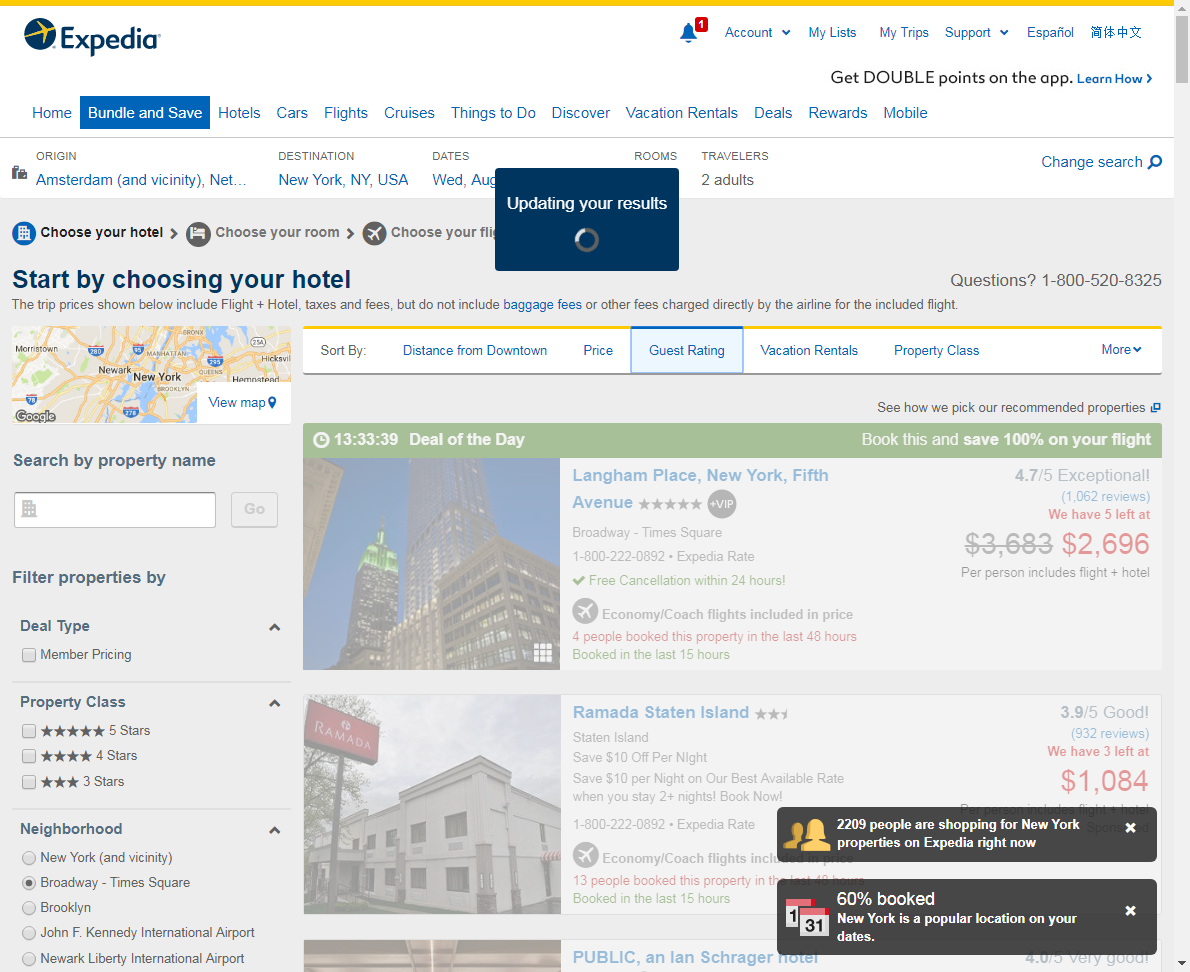 Expedia
1
Account
My Lists
My Trips
Support
Español
简体中文
Get DOUBLE points on the app. Learn How
Home
Bundle and Save
Hotels
Cars
Flights
Cruises
Things to Do
Discover
Vacation Rentals
Deals
Rewards
Mobile
ORIGIN
DESTINATION
DATES
ROOMS
TRAVELERS
Amsterdam (and vicinity), Net...
New York, NY, USA
Wed, Aug
2 adults
Change search
Updating your results
Choose your hotel
Choose your room
Choose your flig
Start by choosing your hotel
Questions? 1-800-520-8325
The trip prices shown below include Flight + Hotel, taxes and fees, but do not include baggage fees or other fees charged directly by the airline for the included flight.
Morristown
BRONX
280
95
MANHATTAN
25A
295
Hicksvil
Newark
QUEENS
New York
Hempstead
BROOKLYN
78
278
Google
View map
Sort By:
Distance from Downtown
Price
Guest Rating
Vacation Rentals
Property Class
More
See how we pick our recommended properties
Search by property name
Go
Filter properties by
Deal Type
Member Pricing
Property Class
5 Stars
4 Stars
3 Stars
Neighborhood
New York (and vicinity)
Broadway - Times Square
Brooklyn
John F. Kennedy International Airport
Newark Liberty International Airport
13:33:39 Deal of the Day
Book this and save 100% on your flight
Langham Place, New York, Fifth
Avenue +VIP
Broadway - Times Square
1-800-222-0892 • Expedia Rate
Free Cancellation within 24 hours!
Economy/Coach flights included in price
4 people booked this property in the last 48 hours
Booked in the last 15 hours
4.7/5 Exceptional!
(1,062 reviews)
We have 5 left at
$3,683 $2,696
Per person includes flight + hotel
RAMADA
Ramada Staten Island
Staten Island
Save $10 Off Per NIght
Save $10 per Night on Our Best Available Rate
when you stay 2+ nights! Book Now!
1-800-222-0892 • Expedia Rate
Economy/Coach flights included in price
13 people booked this property in the last 48 hours
Booked in the last 15 hours
3.9/5 Good!
(932 reviews)
We have 3 left at
$1,084
Per person includes flight + hotel
Sponsored
2209 people are shopping for New York
properties on Expedia right now
1
31
60% booked
New York is a popular location on your
dates.
PUBLIC, an Ian Schrager hotel
4.0/5 Very good!